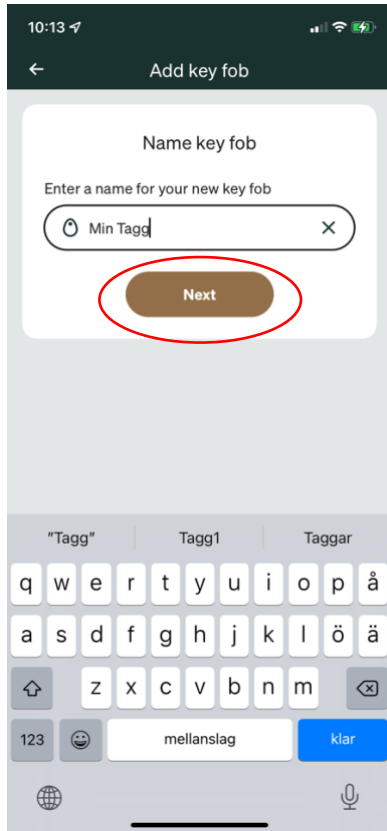 10:13
Add key fob
Name key fob
Enter a name for your new key fob
Min Tagg
Next
"Tagg" Tagg1 Taggar
q w e r t y u i o p å
a s d f g h j k l ö ä
z x c v b n m
123 mellanslag klar